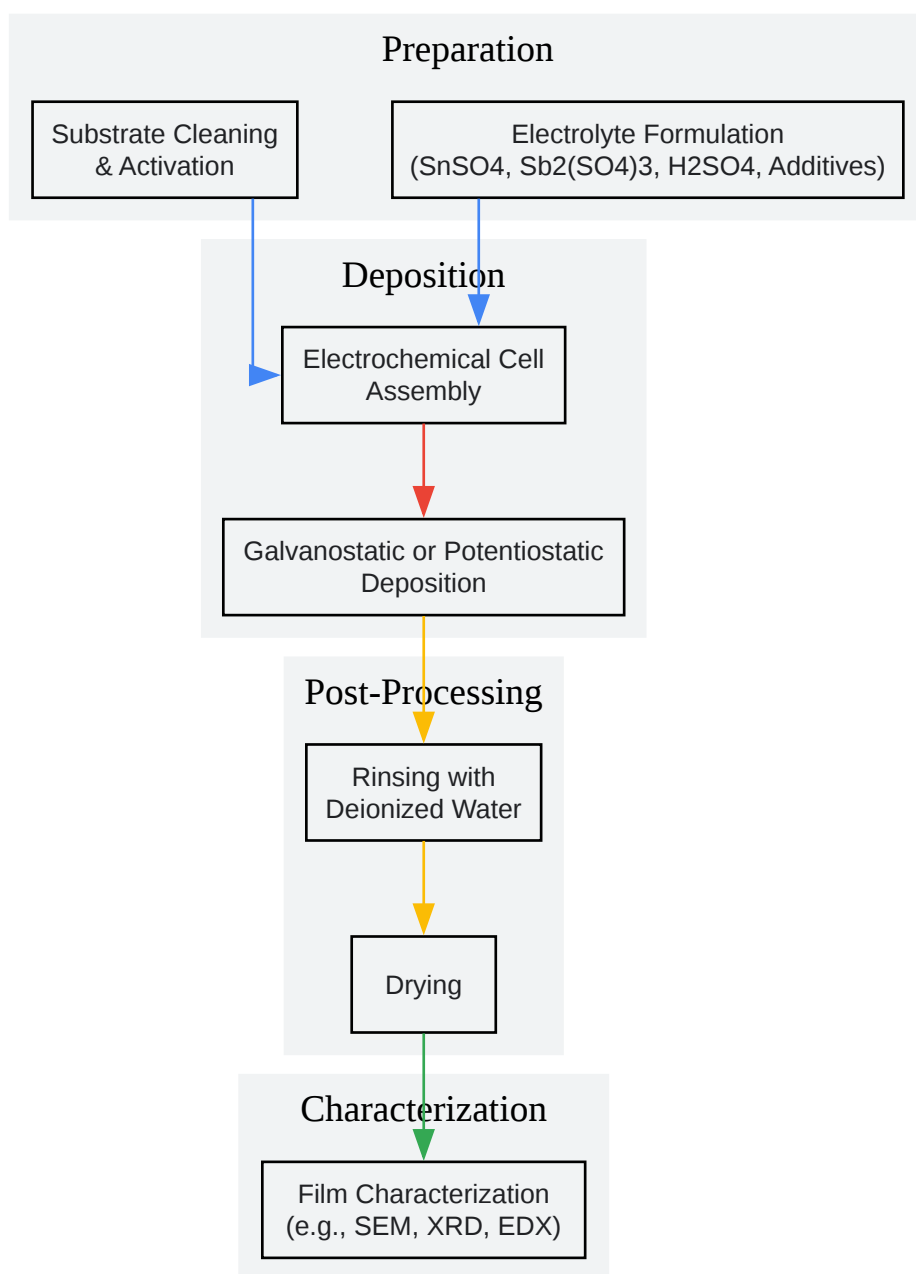 Preparation
Substrate Cleaning
& Activation
Electrolyte Formulation
(SnSO4, Sb2(SO4)3, H2SO4, Additives)
Deposition
Electrochemical Cell
Assembly
Galvanostatic or Potentiostatic
Deposition
Post-Processing
Rinsing with
Deionized Water
Drying
Characterization
Film Characterization
(e.g., SEM, XRD, EDX)